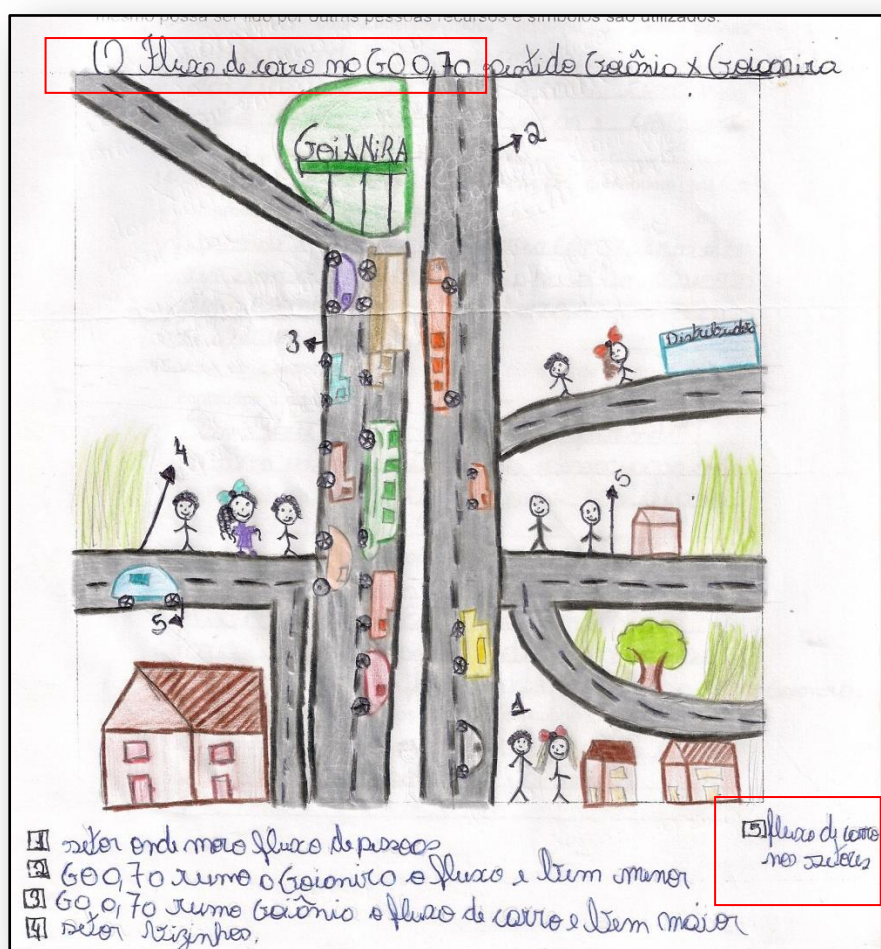 mesmo possa ser lido por outras pessoas recursos e símbolos são utilizados.
1) Fluxo de carro no GO 0,70 sentido Goiânia x Goianira
GOIANIRA
2
3
Distribuidor
4
5
5
1
1 setor onde moro fluxo de pessoas
2 GO 0,70 rumo a Goianira o fluxo e bem menor
3 GO 0,70 rumo Goiânia o fluxo de carro e bem maior
4 setor vizinhos.
5 fluxo de carro
nos setores